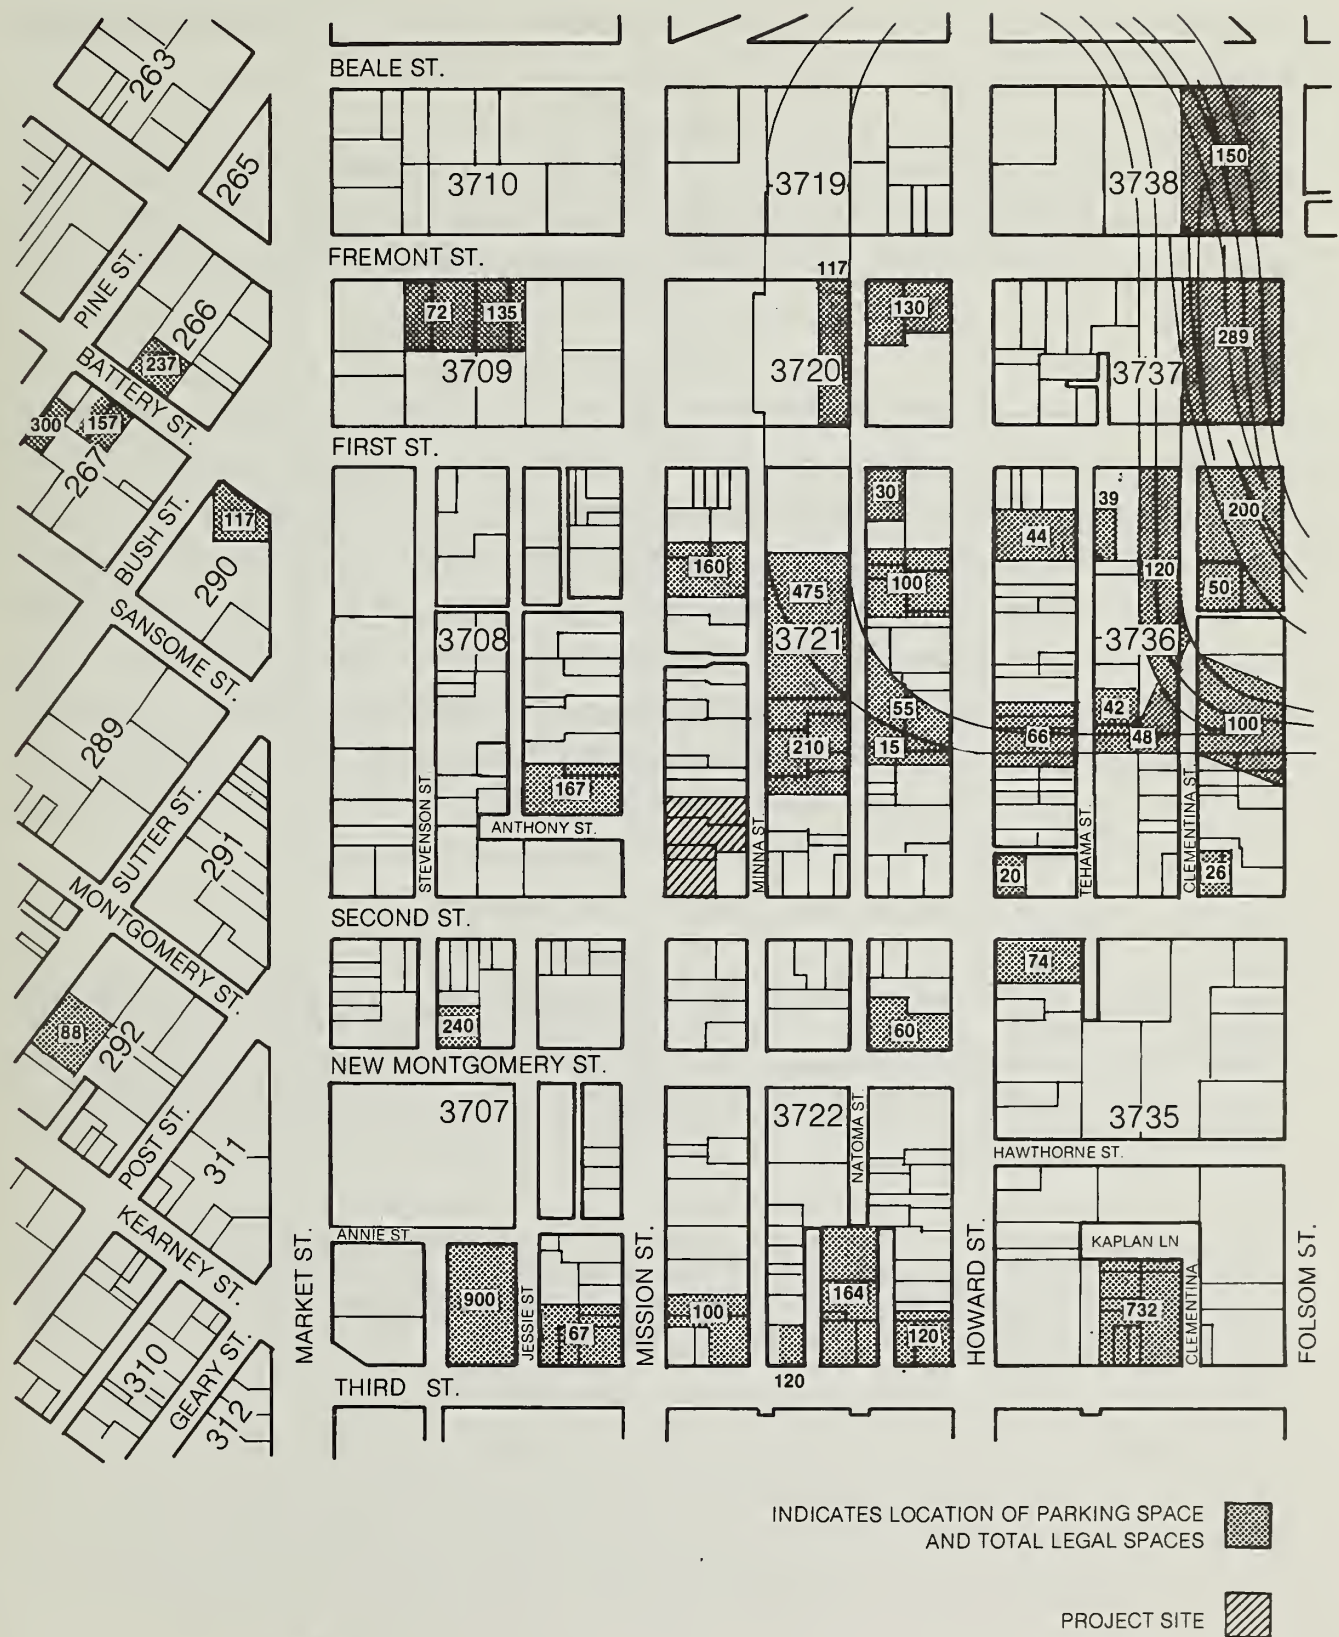 BEALE ST.
263
265
3710
3719
3738
150
PINE ST.
FREMONT ST.
117
266
237
72
135
3709
3720
130
3737
289
BATTERY ST.
300
157
267
FIRST ST.
BUSH ST.
117
290
SANSOME ST.
30
39
44
200
160
475
100
120
50
3708
3721
3736
289
55
42
100
210
15
66
48
167
SUTTER ST.
291
STEVENSON ST.
ANTHONY ST.
MINNA ST.
TEHAMA ST.
CLEMENTINA ST.
20
26
MONTGOMERY ST.
SECOND ST.
88
292
240
60
74
NEW MONTGOMERY ST.
3707
3722
NATOMA ST.
3735
POST ST.
311
HAWTHORNE ST.
KEARNEY ST.
ANNIE ST.
KAPLAN LN
MARKET ST.
900
JESSIE ST
67
MISSION ST.
100
164
120
HOWARD ST.
732
CLEMENTINA
FOLSOM ST.
310
GEARY ST.
312
THIRD ST.
120
INDICATES LOCATION OF PARKING SPACE
AND TOTAL LEGAL SPACES
PROJECT SITE